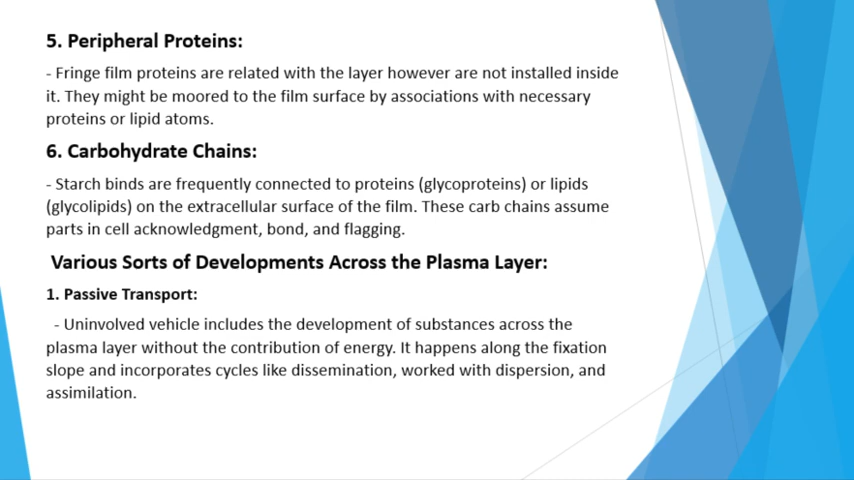 5. Peripheral Proteins:
- Fringe film proteins are related with the layer however are not installed inside
it. They might be moored to the film surface by associations with necessary
proteins or lipid atoms.
6. Carbohydrate Chains:
- Starch binds are frequently connected to proteins (glycoproteins) or lipids
(glycolipids) on the extracellular surface of the film. These carb chains assume
parts in cell acknowledgment, bond, and flagging.
Various Sorts of Developments Across the Plasma Layer:
1. Passive Transport:
- Uninvolved vehicle includes the development of substances across the
plasma layer without the contribution of energy. It happens along the fixation
slope and incorporates cycles like dissemination, worked with dispersion, and
assimilation.